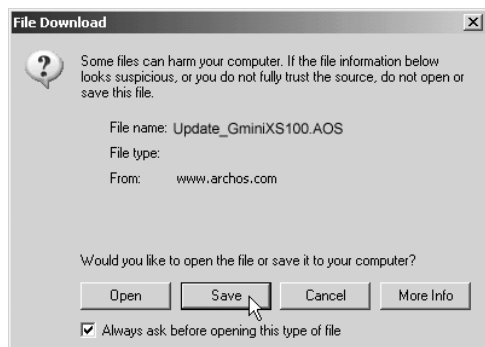 File Download
Some files can harm your computer. If the file information below
looks suspicious, or you do not fully trust the source, do not open or
save this file.
File name: Update_GminiXS100.AOS
File type:
From: www.archos.com
Would you like to open the file or save it to your computer?
Open Save Cancel More Info
Always ask before opening this type of file